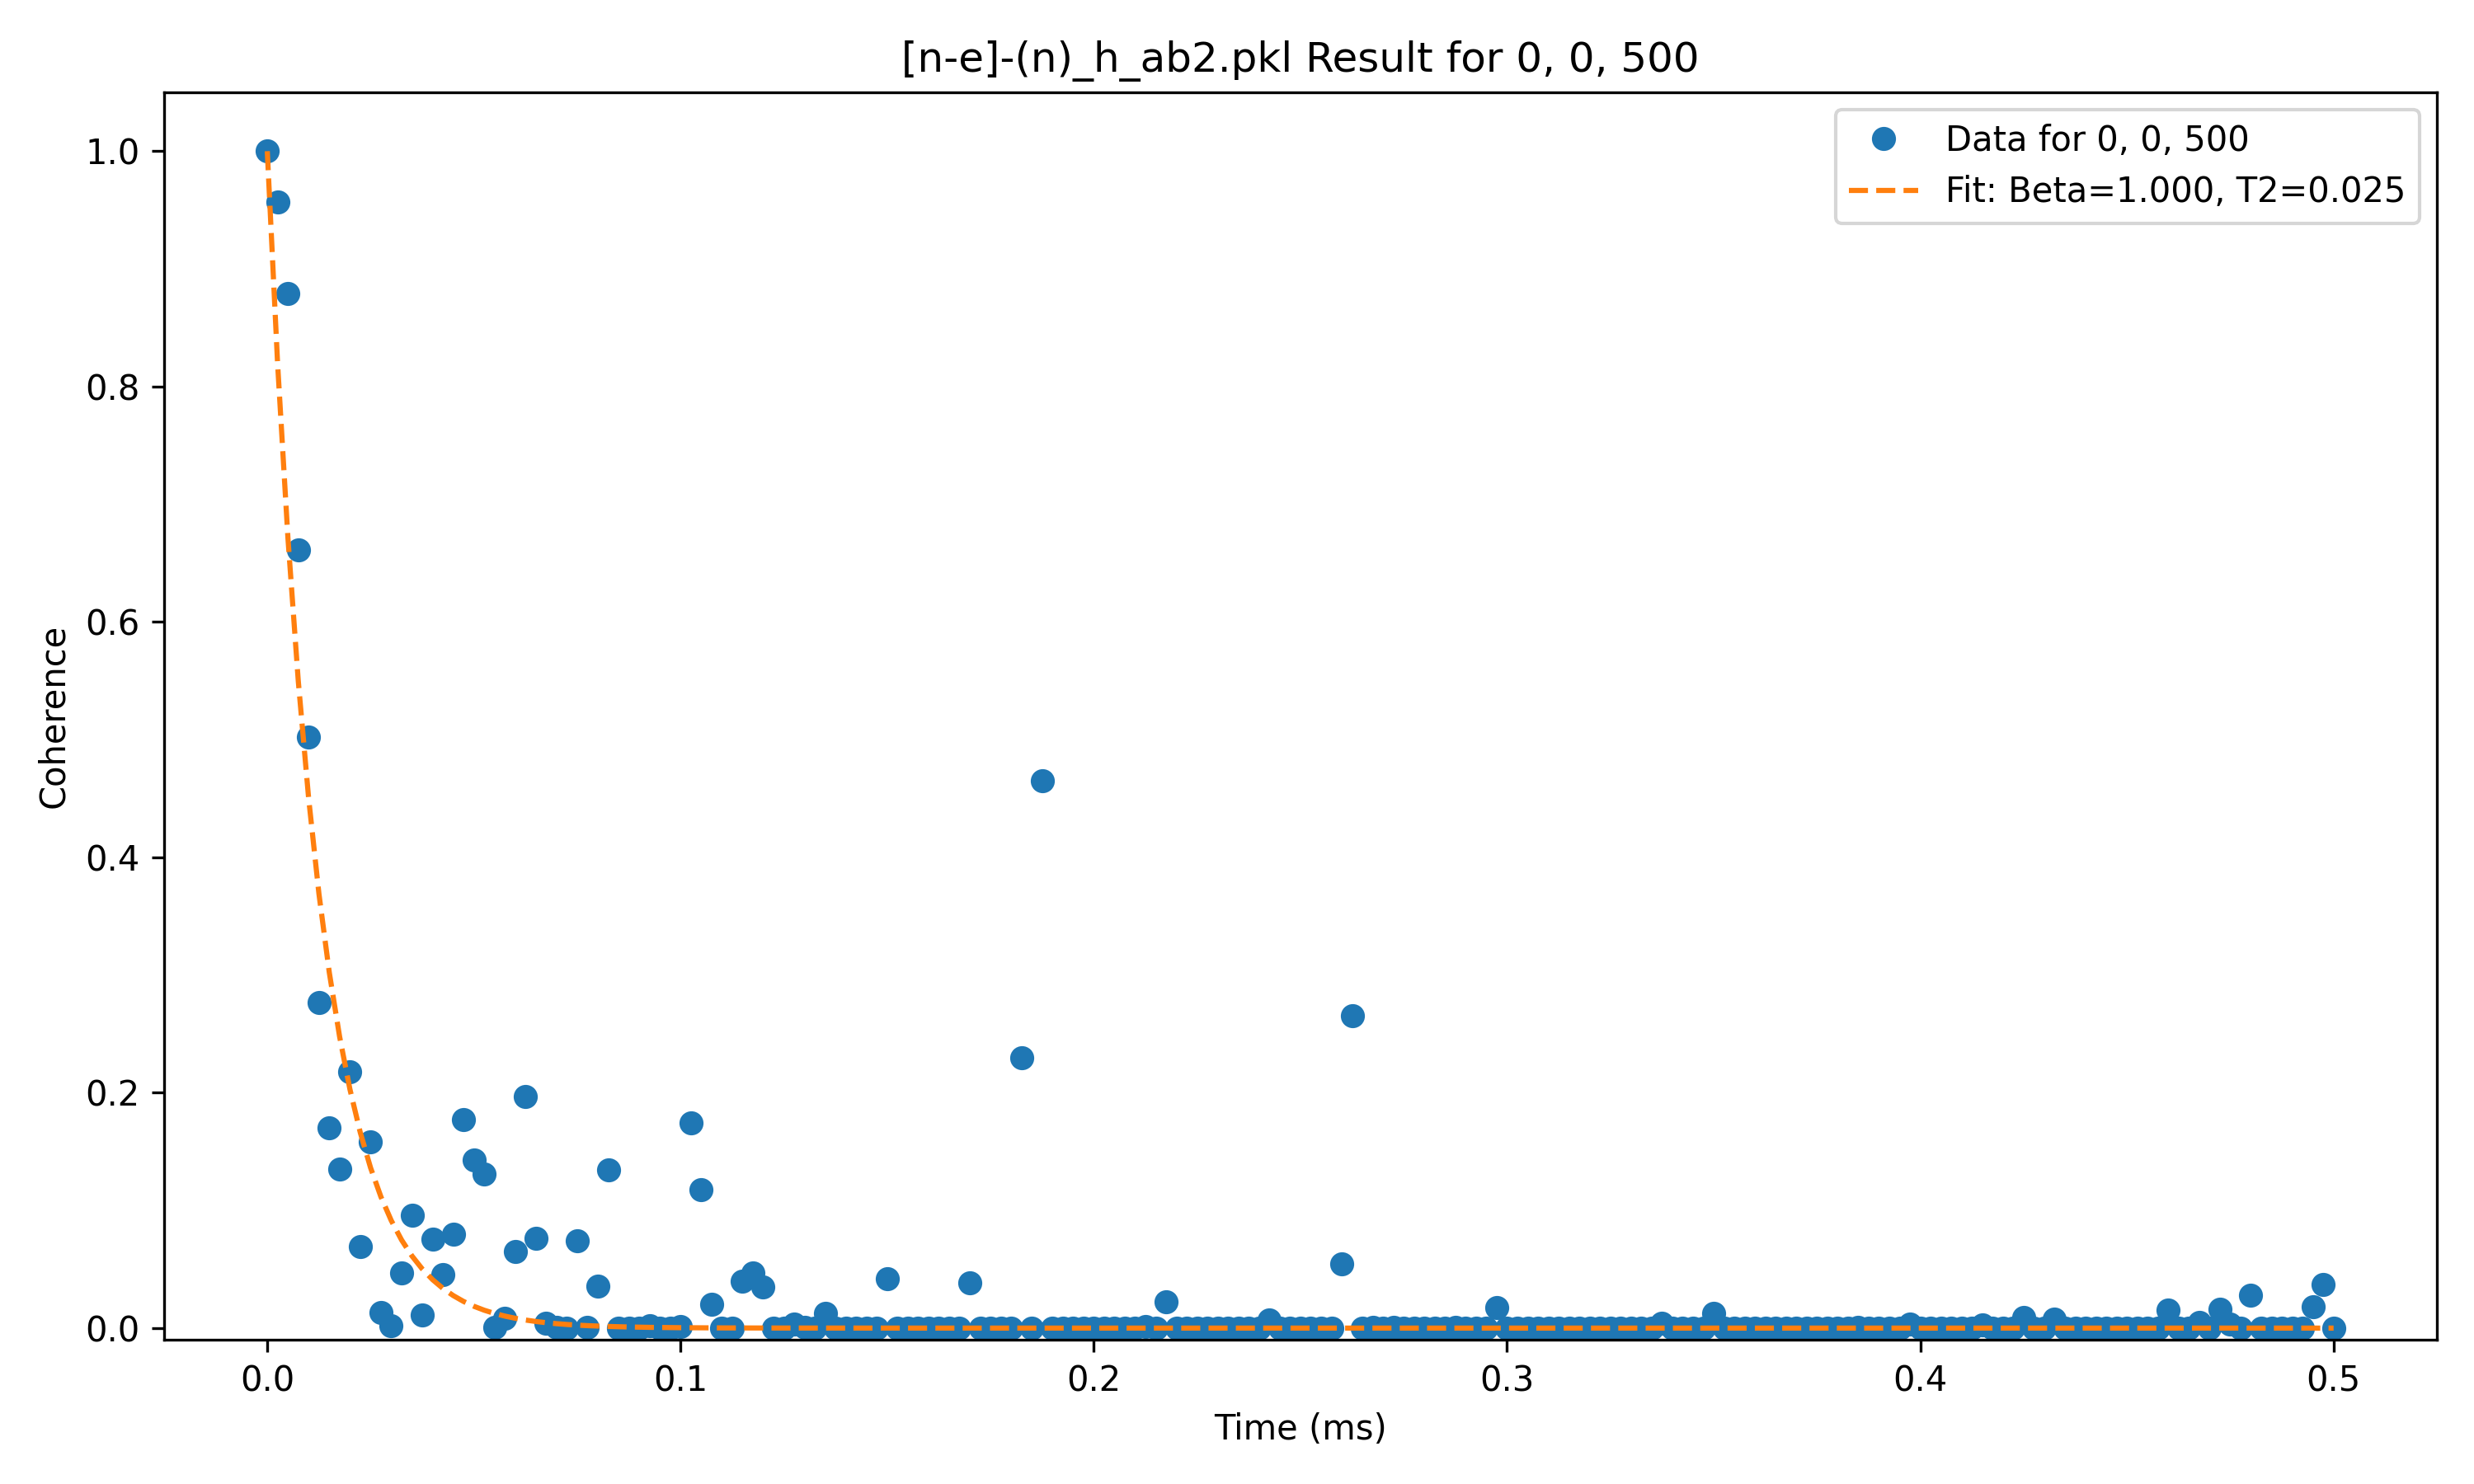 [n-e]-(n)_h_ab2.pkl Result for 0, 0, 500
Data for 0, 0, 500
Fit: Beta=1.000, T2=0.025
1.0
0.8
0.6
0.4
0.2
0.0
Coherence
0.0 0.1 0.2 0.3 0.4 0.5
Time (ms)